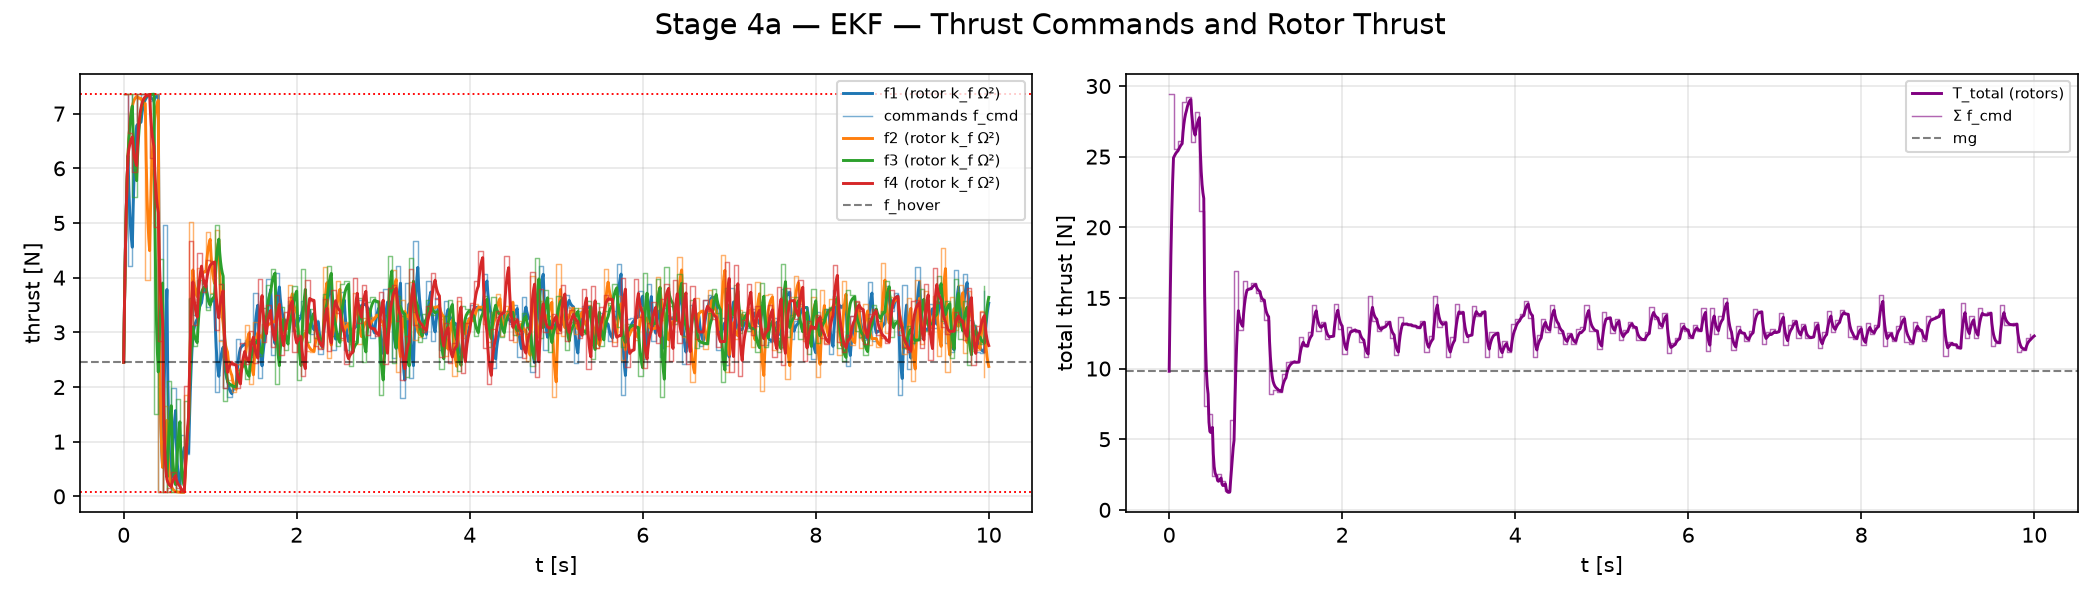 Stage 4a — EKF — Thrust Commands and Rotor Thrust
thrust [N]
7
6
5
4
3
2
1
0
f1 (rotor k_f Ω²)
commands f_cmd
f2 (rotor k_f Ω²)
f3 (rotor k_f Ω²)
f4 (rotor k_f Ω²)
f_hover
0
2
4
6
8
10
t [s]
total thrust [N]
30
25
20
15
10
5
0
T_total (rotors)
Σ f_cmd
mg
0
2
4
6
8
10
t [s]